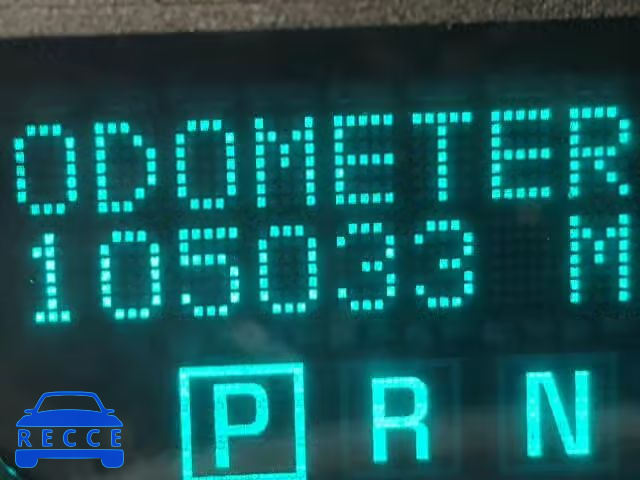 ODOMETER
105033 M
P R N
RECCE